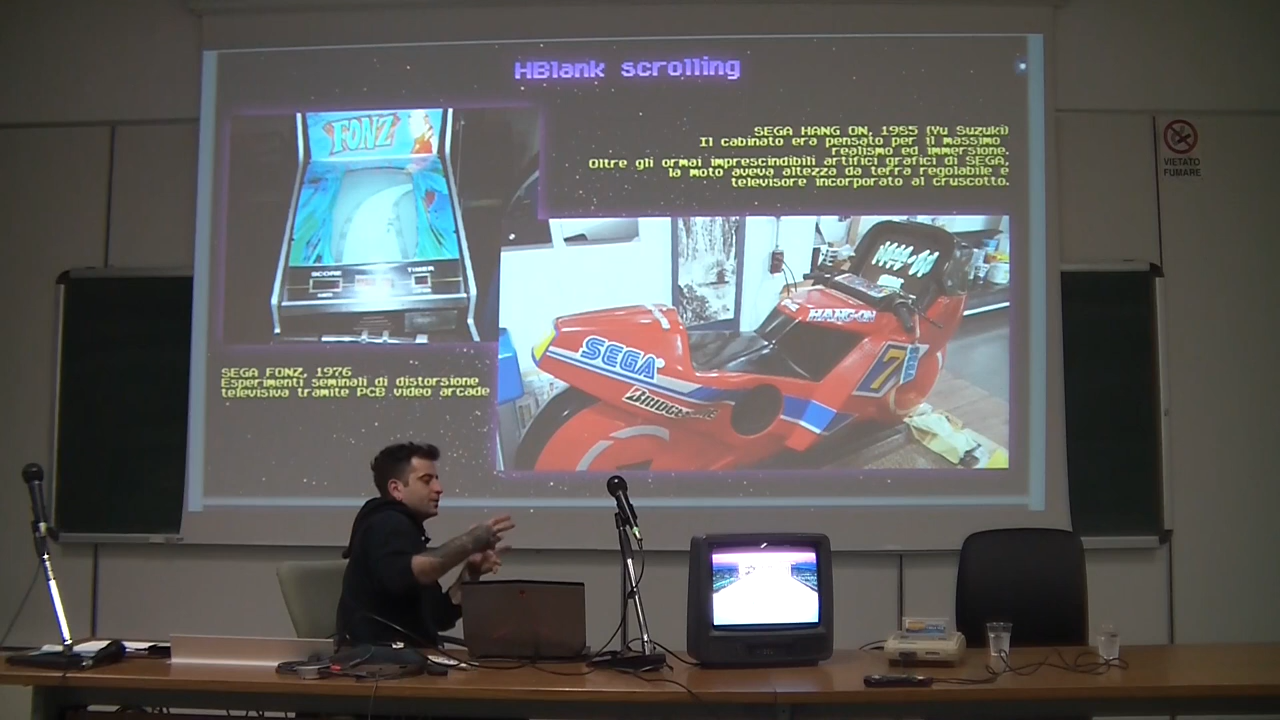 HBlank scrolling
FONZ
SCORE
TIMER
SEGA FONZ, 1976
Esperimenti seminali di distorsione
televisiva tramite PCB video arcade
SEGA HANG ON, 1985 (Yu Suzuki)
Il cabinato era pensato per il massimo
realismo ed immersione.
Oltre gli ormai imprescindibili artifici grafici di SEGA,
la moto aveva altezza da terra regolabile e
televisore incorporato al cruscotto.
HANG-ON
SEGA
7
VIETATO
FUMARE